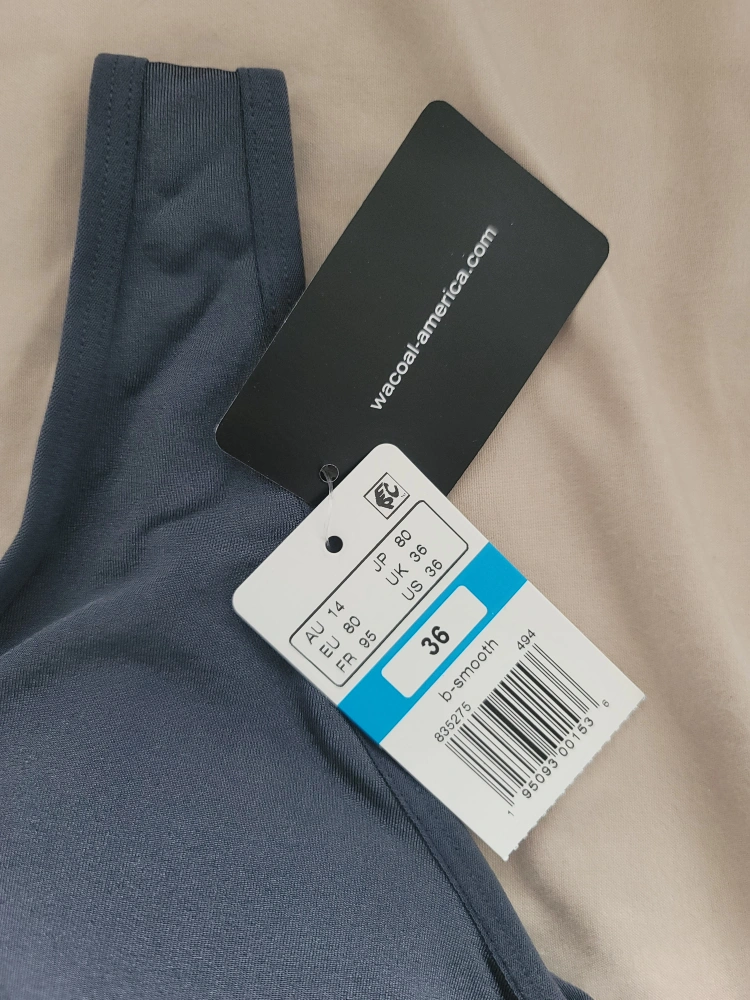 wacoal-america.com
AU 14 JP 80
EU 80 UK 36
FR 95 US 36
36
b-smooth
835275 494
1 95093 00153 6